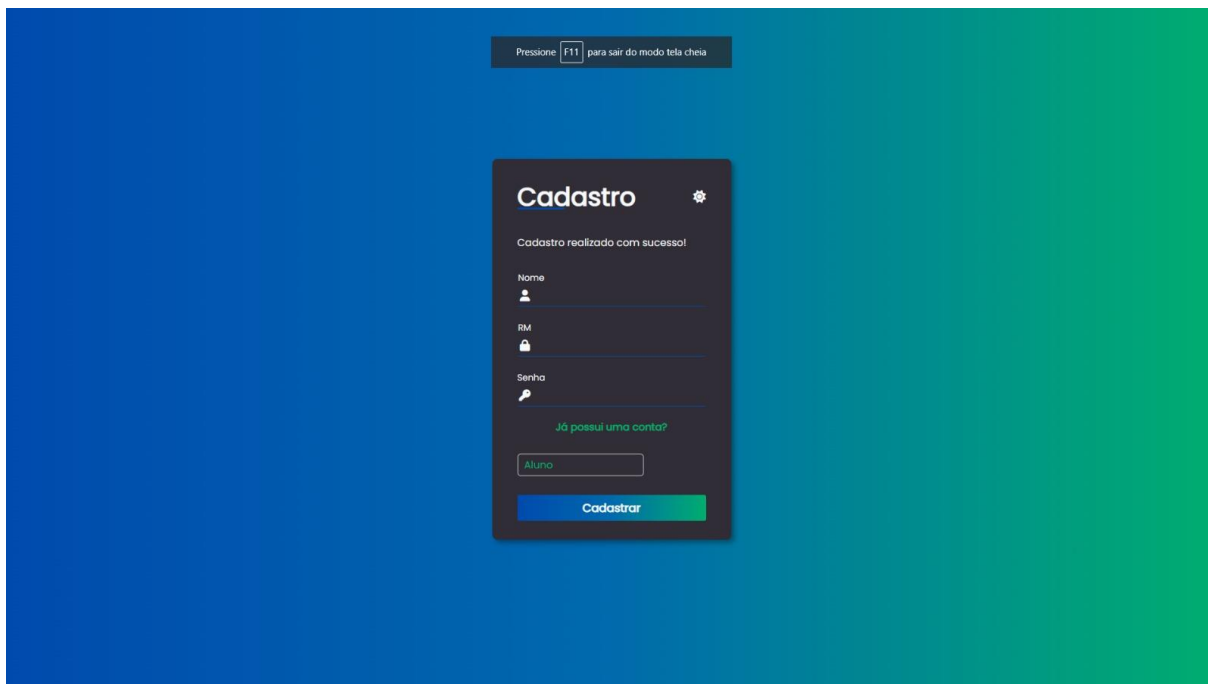 Pressione F11 para sair do modo tela cheia
Cadastro
Cadastro realizado com sucesso!
Nome
RM
Senha
Já possui uma conta?
Aluno
Cadastrar